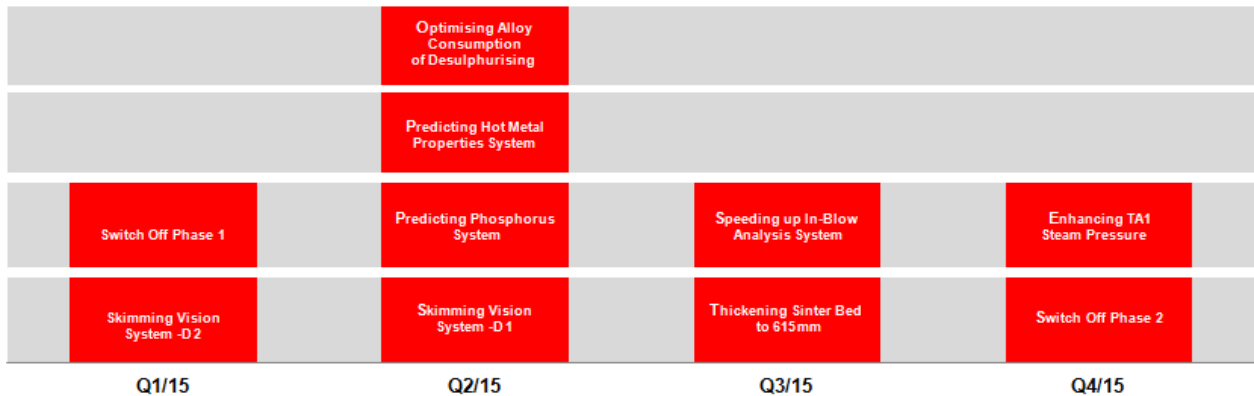 Optimising Alloy
Consumption
of Desulphurising
Predicting Hot Metal
Properties System
Switch Off Phase 1
Predicting Phosphorus
System
Speeding up In-Blow
Analysis System
Enhancing TA1
Steam Pressure
Skimming Vision
System -D2
Skimming Vision
System -D1
Thickening Sinter Bed
to 615mm
Switch Off Phase 2
Q1/15
Q2/15
Q3/15
Q4/15